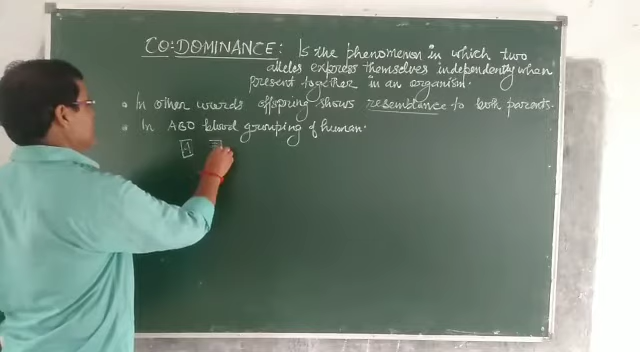 CO-DOMINANCE: Is the phenomenon in which two
alleles express themselves independently when
present together in an organism.
In other words offspring shows resemblance to both parents.
In ABO blood grouping of human.
A